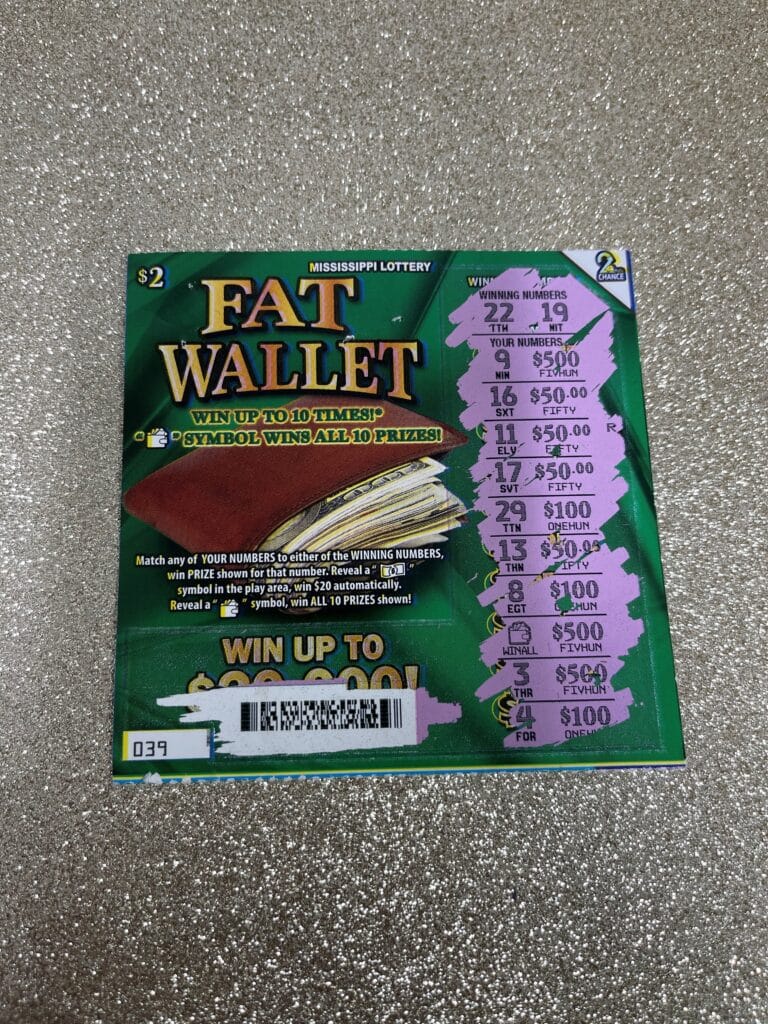 $2
MISSISSIPPI LOTTERY
2
CHANCE
FAT
WALLET
WIN UP TO 10 TIMES!*
" " SYMBOL WINS ALL 10 PRIZES!
Match any of YOUR NUMBERS to either of the WINNING NUMBERS,
win PRIZE shown for that number. Reveal a " "
symbol in the play area, win $20 automatically.
Reveal a " " symbol, win ALL 10 PRIZES shown!
WIN UP TO
039
WINNING NUMBERS
22 19
TTW NIT
YOUR NUMBERS
9 $500
NIN FIVHUN
16 $50.00
SXT FIFTY
11 $50.00
ELV FIFTY
17 $50.00
SVT FIFTY
29 $100
TTN ONEHUN
13 $50.00
THN FIFTY
8 $100
EGT ONEHUN
$500
WINALL FIVHUN
3 $500
THR FIVHUN
4 $100
FOR ONEHUN